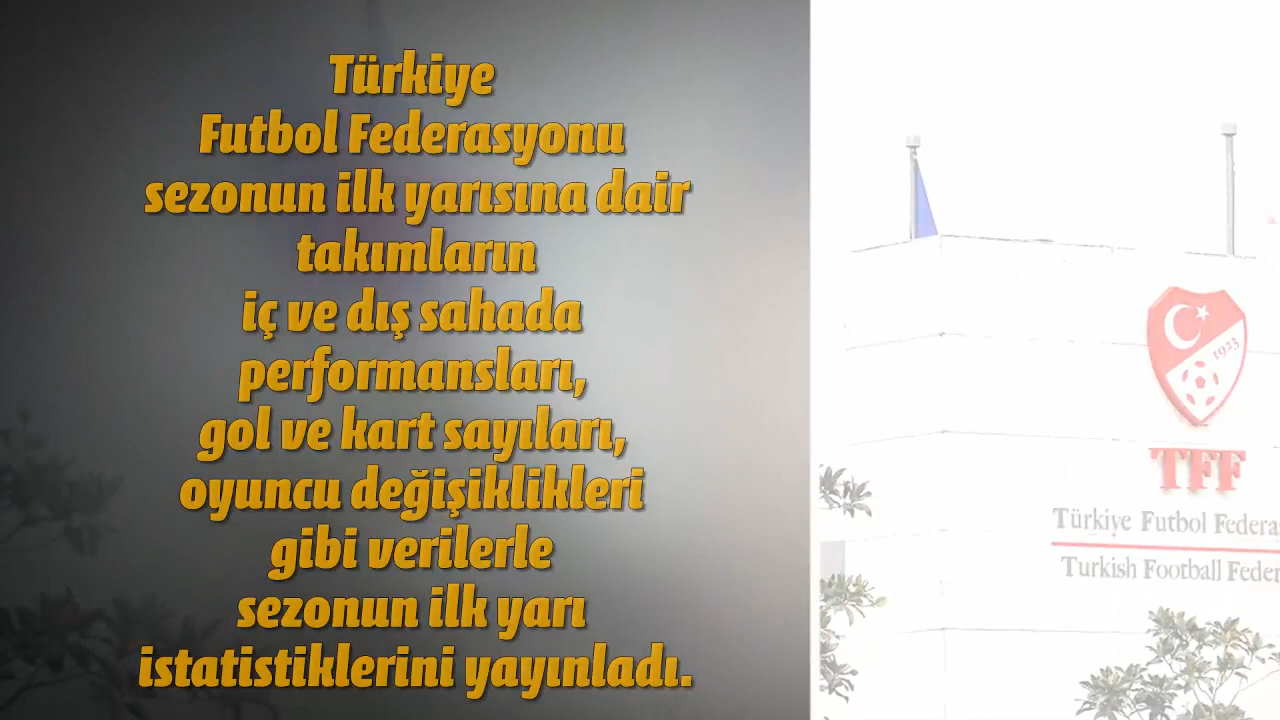 Türkiye
Futbol Federasyonu
sezonun ilk yarısına dair
takımların
iç ve dış sahada
performansları,
gol ve kart sayıları,
oyuncu değişiklikleri
gibi verilerle
sezonun ilk yarı
istatistiklerini yayınladı.
1923
TFF
Türkiye Futbol Federas
Turkish Football Feder